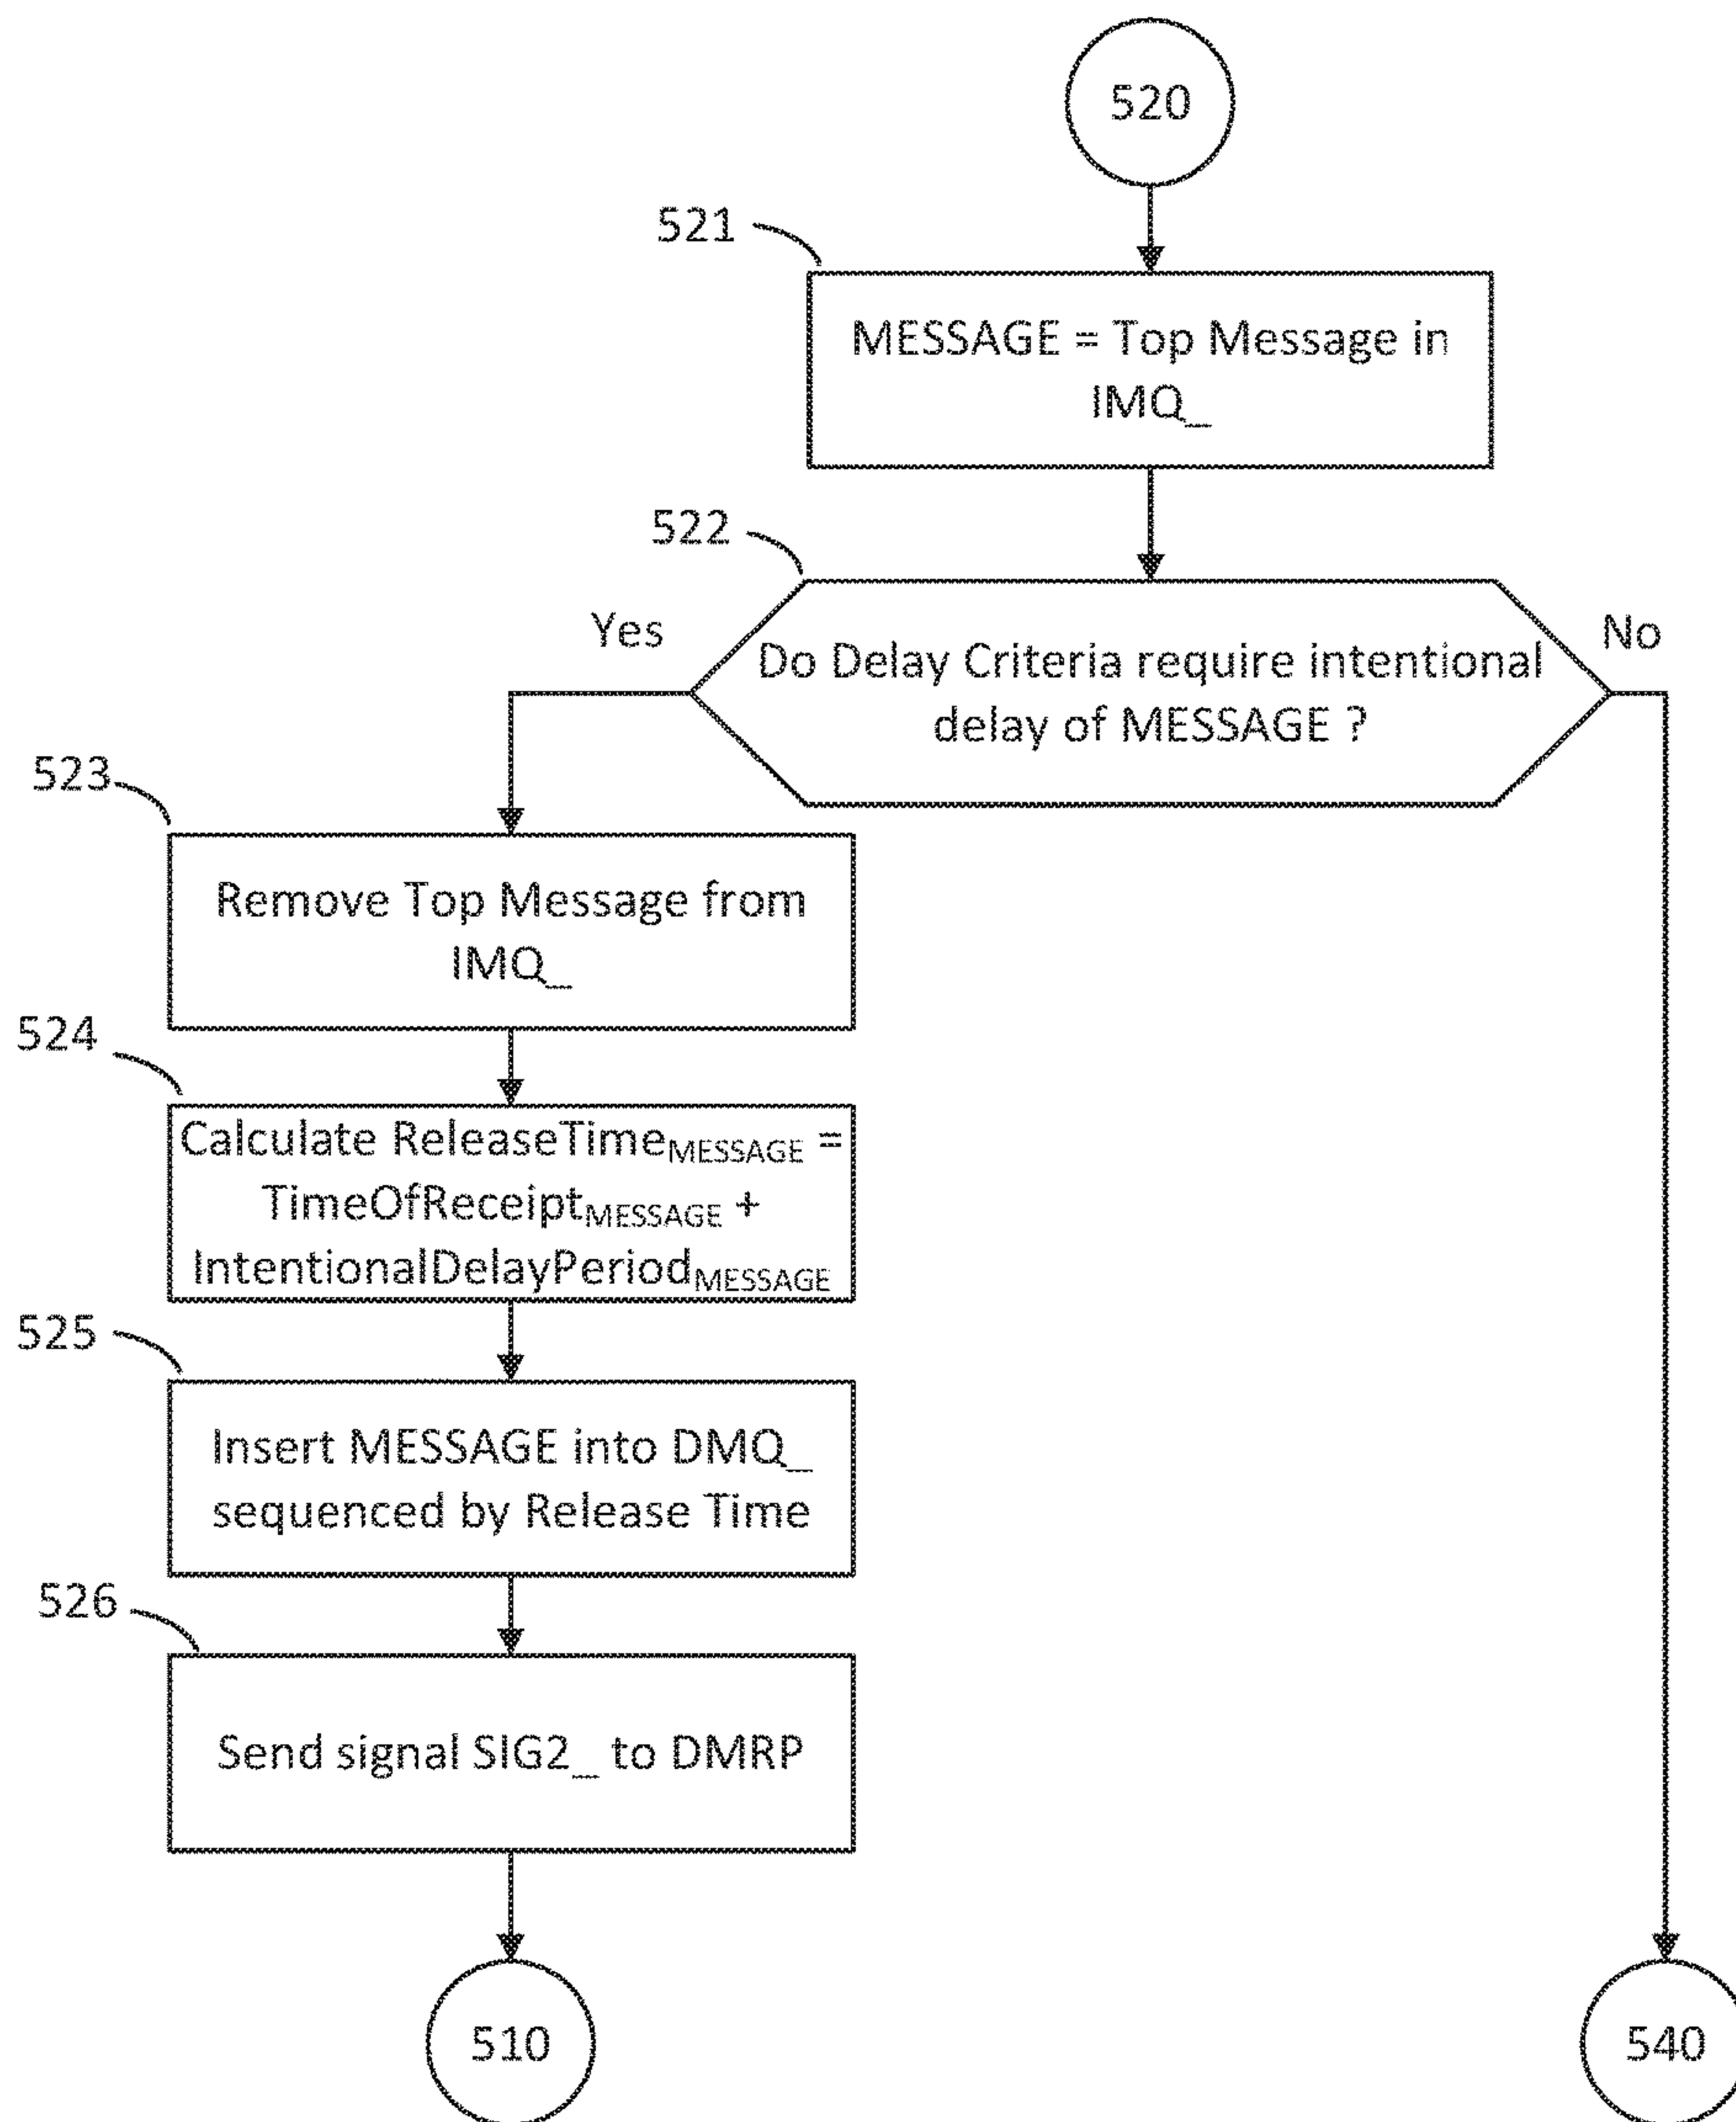 520
521
MESSAGE = Top Message in
IMQ_
522
Yes
No
Do Delay Criteria require intentional
delay of MESSAGE ?
523
Remove Top Message from
IMQ_
524
Calculate ReleaseTimeMESSAGE =
TimeOfReceiptMESSAGE +
IntentionalDelayPeriodMESSAGE
525
Insert MESSAGE into DMQ_
sequenced by Release Time
526
Send signal SIG2_ to DMRP
510
540